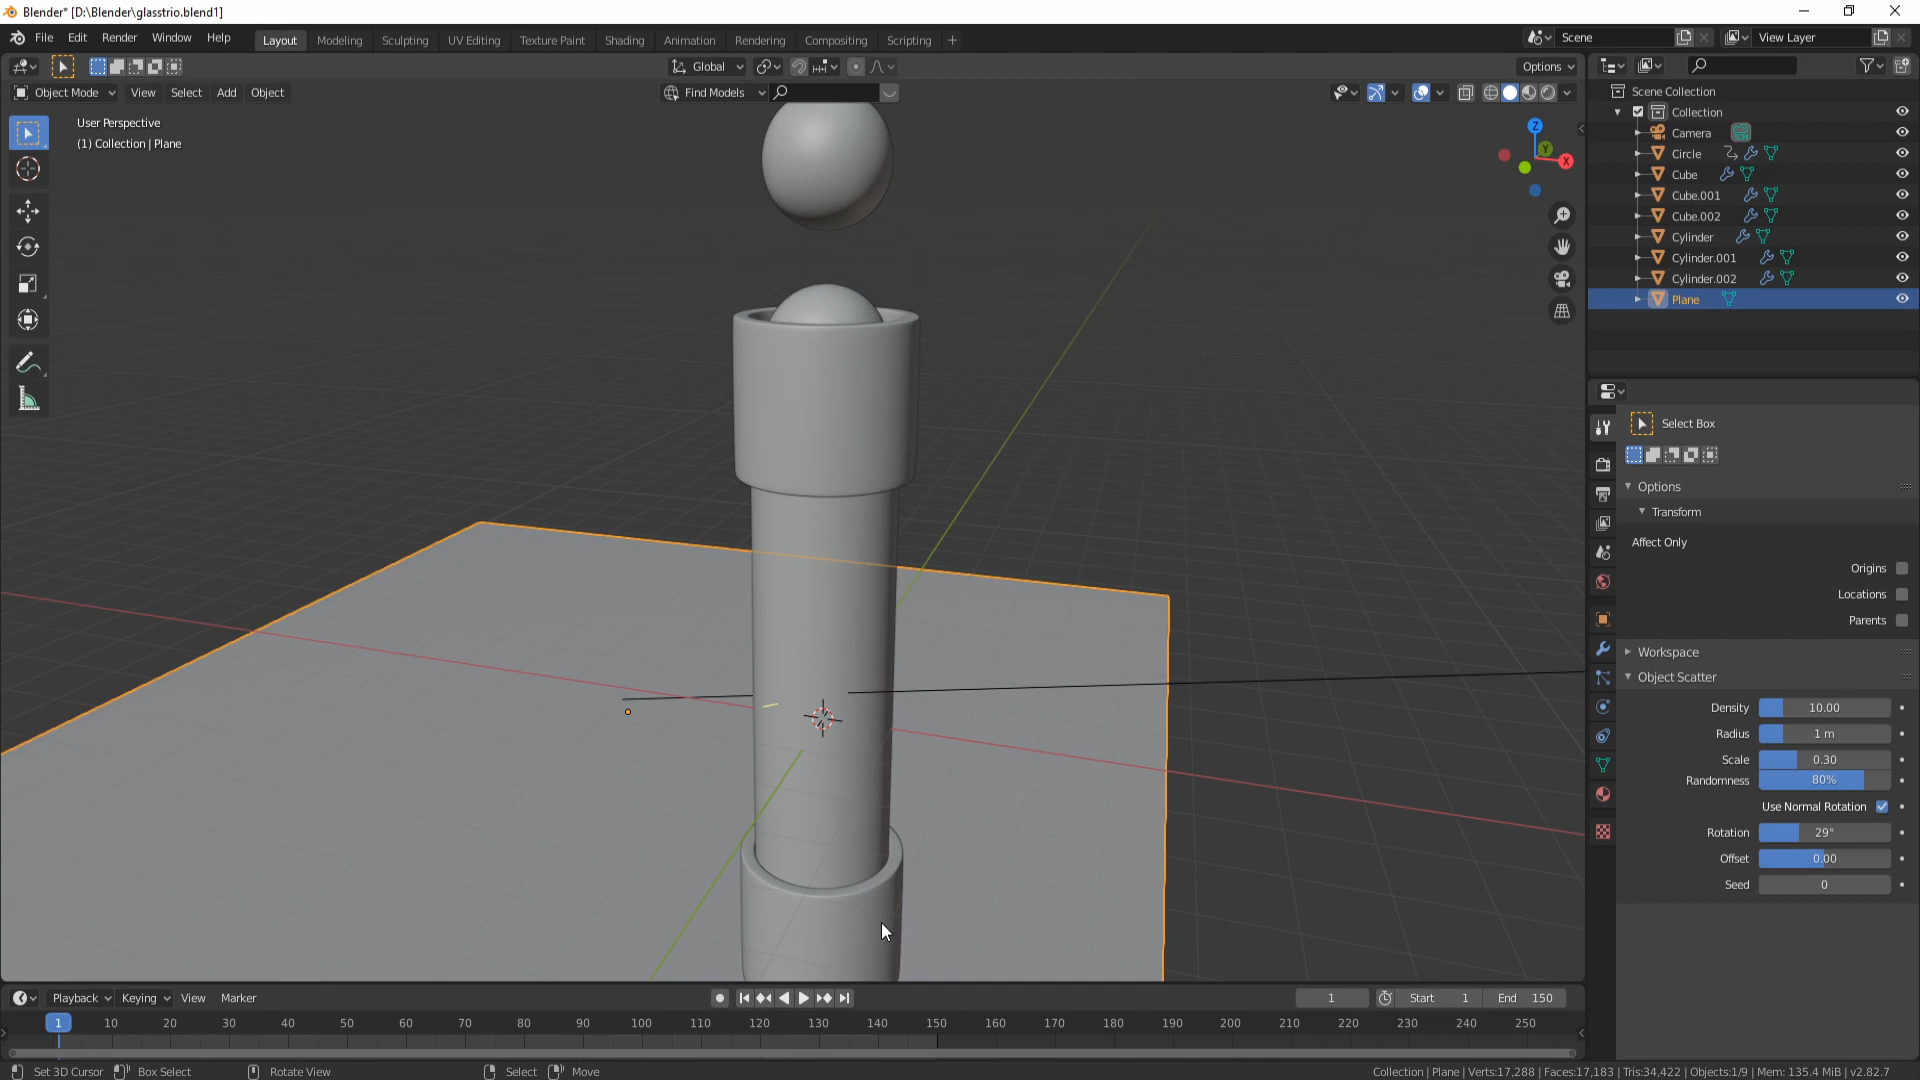 Blender* [D:\Blender\glasstrio.blend1]
File Edit Render Window Help Layout Modeling Sculpting UV Editing Texture Paint Shading Animation Rendering Compositing Scripting + Scene View Layer
Global Options
Object Mode View Select Add Object Find Models
User Perspective
(1) Collection | Plane
Z
Y
X
Scene Collection
Collection
Camera
Circle
Cube
Cube.001
Cube.002
Cylinder
Cylinder.001
Cylinder.002
Plane
Select Box
Options
Transform
Affect Only
Origins
Locations
Parents
Workspace
Object Scatter
Density 10.00
Radius 1 m
Scale 0.30
Randomness 80%
Use Normal Rotation
Rotation 29°
Offset 0.00
Seed 0
Playback Keying View Marker 1 Start 1 End 150
1 10 20 30 40 50 60 70 80 90 100 110 120 130 140 150 160 170 180 190 200 210 220 230 240 250
Set 3D Cursor Box Select Rotate View Select Move Collection | Plane | Verts:17,288 | Faces:17,183 | Tris:34,422 | Objects:1/9 | Mem: 135.4 MiB | v2.82.7